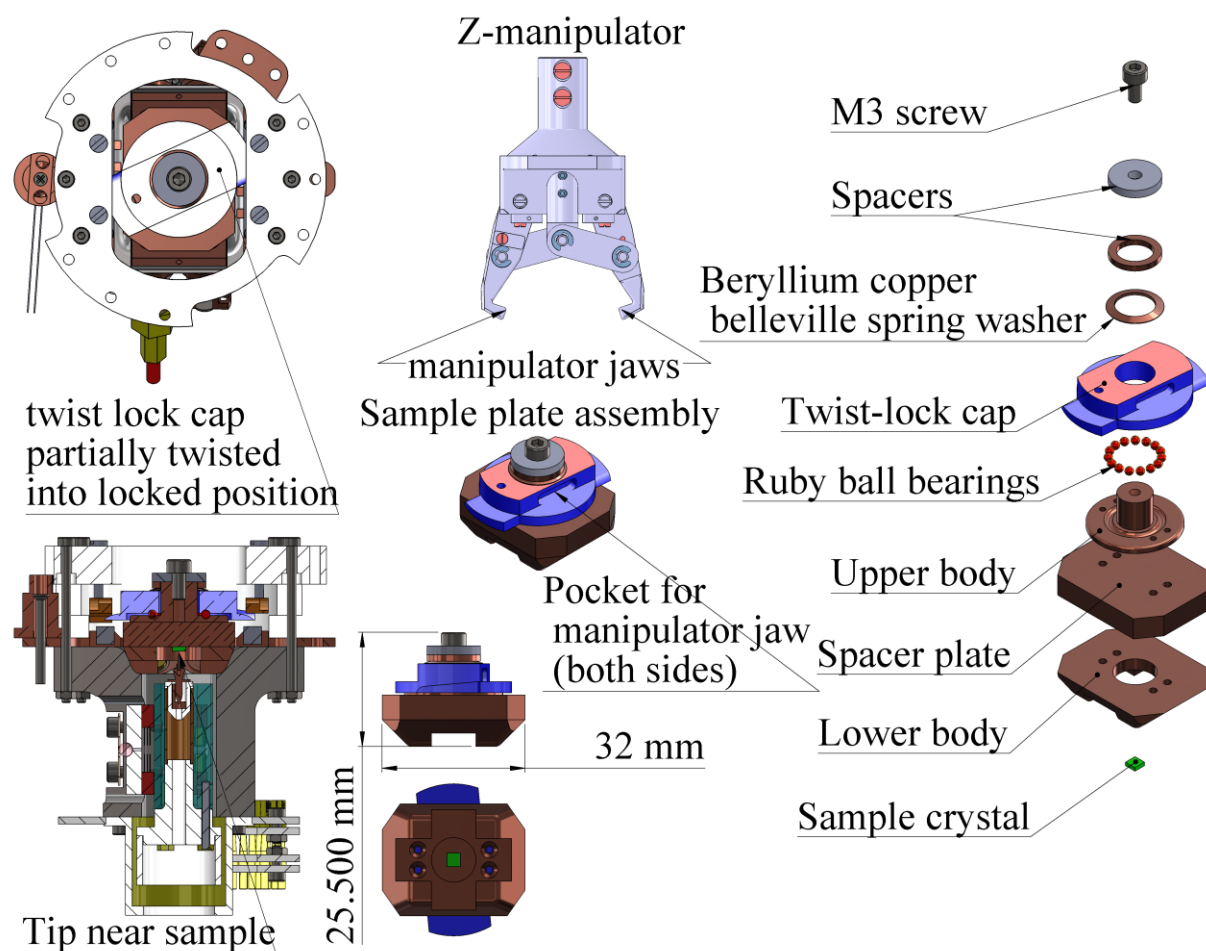 Z-manipulator
M3 screw
Spacers
Beryllium copper
belleville spring washer
manipulator jaws
Sample plate assembly
twist lock cap
partially twisted
into locked position
Twist-lock cap
Ruby ball bearings
Upper body
Pocket for
manipulator jaw
(both sides)
Spacer plate
Lower body
32 mm
25.500 mm
Sample crystal
Tip near sample